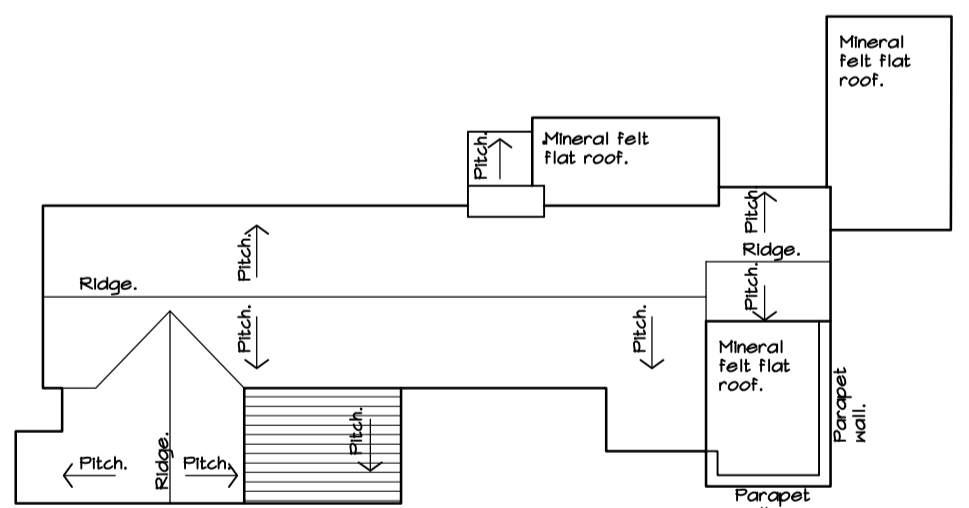 Mineral
felt flat
roof.
Pitch.
Mineral felt
flat roof.
Pitch.
Ridge.
Pitch.
Pitch.
Ridge.
Pitch.
Pitch.
Mineral
felt flat
roof.
Parapet
wall.
Pitch.
Ridge.
Pitch.
Pitch.
Parapet